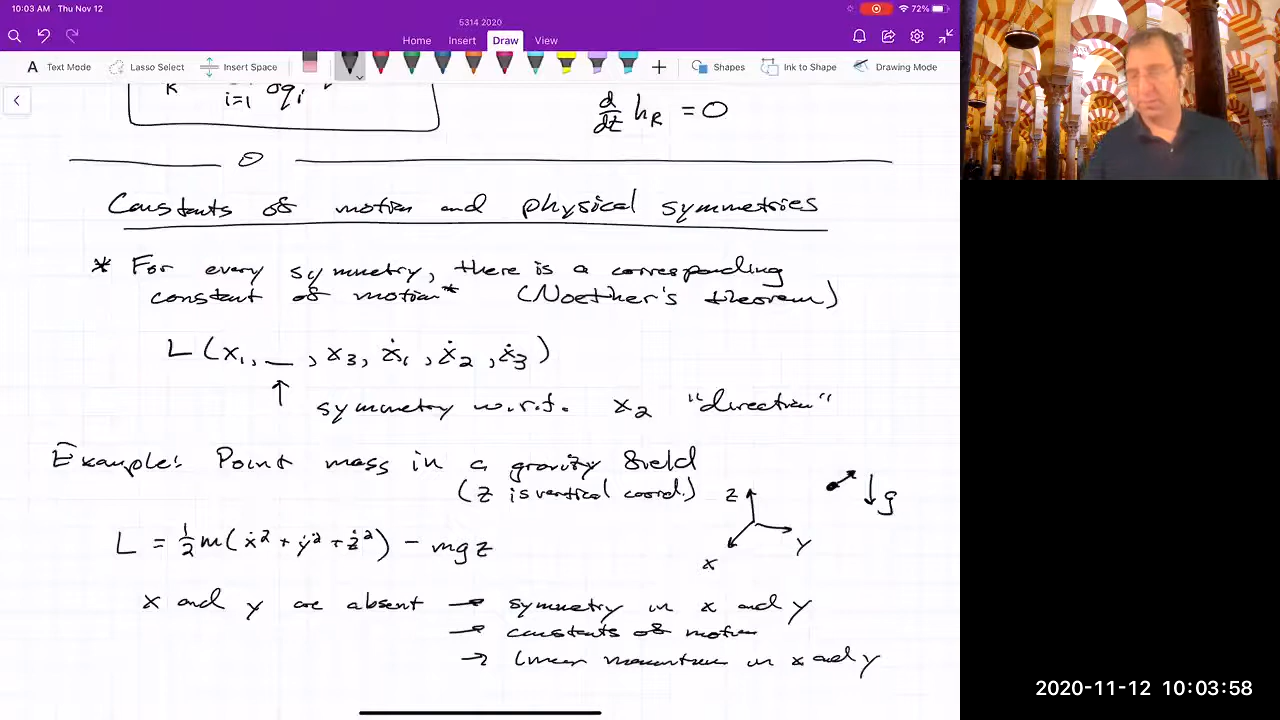 10:03 AM Thu Nov 12
72%
5314 2020
Home Insert Draw View
Text Mode Lasso Select Insert Space Shapes Ink to Shape Drawing Mode
i=1 ∂qi
d/dt h_R = 0
Constants of motion and physical symmetries
* For every symmetry, there is a corresponding
constant of motion* (Noether's theorem)
L (x₁, __ , x₃, ẋ₁, ẋ₂, ẋ₃)
↑ symmetry w.r.t. x₂ "direction"
Example: Point mass in a gravity field
(z is vertical coord.)
z
y
x
g
L = ½m(ẋ² + ẏ² + ż²) - mgz
x and y are absent → symmetry in x and y
→ constants of motion
→ linear momentum in x and y
2020-11-12 10:03:58